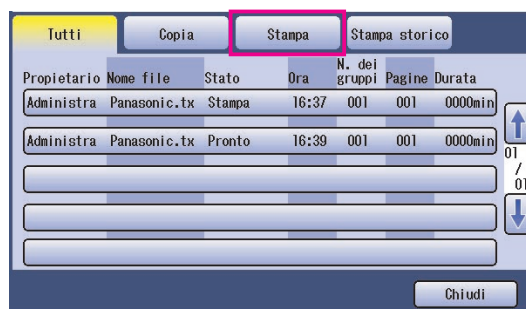 Tutti Copia Stampa Stampa storico
Propietario Nome file Stato Ora N. dei gruppi Pagine Durata
Administra Panasonic.tx Stampa 16:37 001 001 0000min
Administra Panasonic.tx Pronto 16:39 001 001 0000min
01
/
01
Chiudi